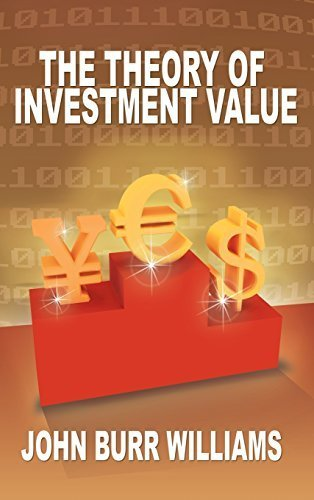 THE THEORY OF
INVESTMENT VALUE
¥ € $
JOHN BURR WILLIAMS